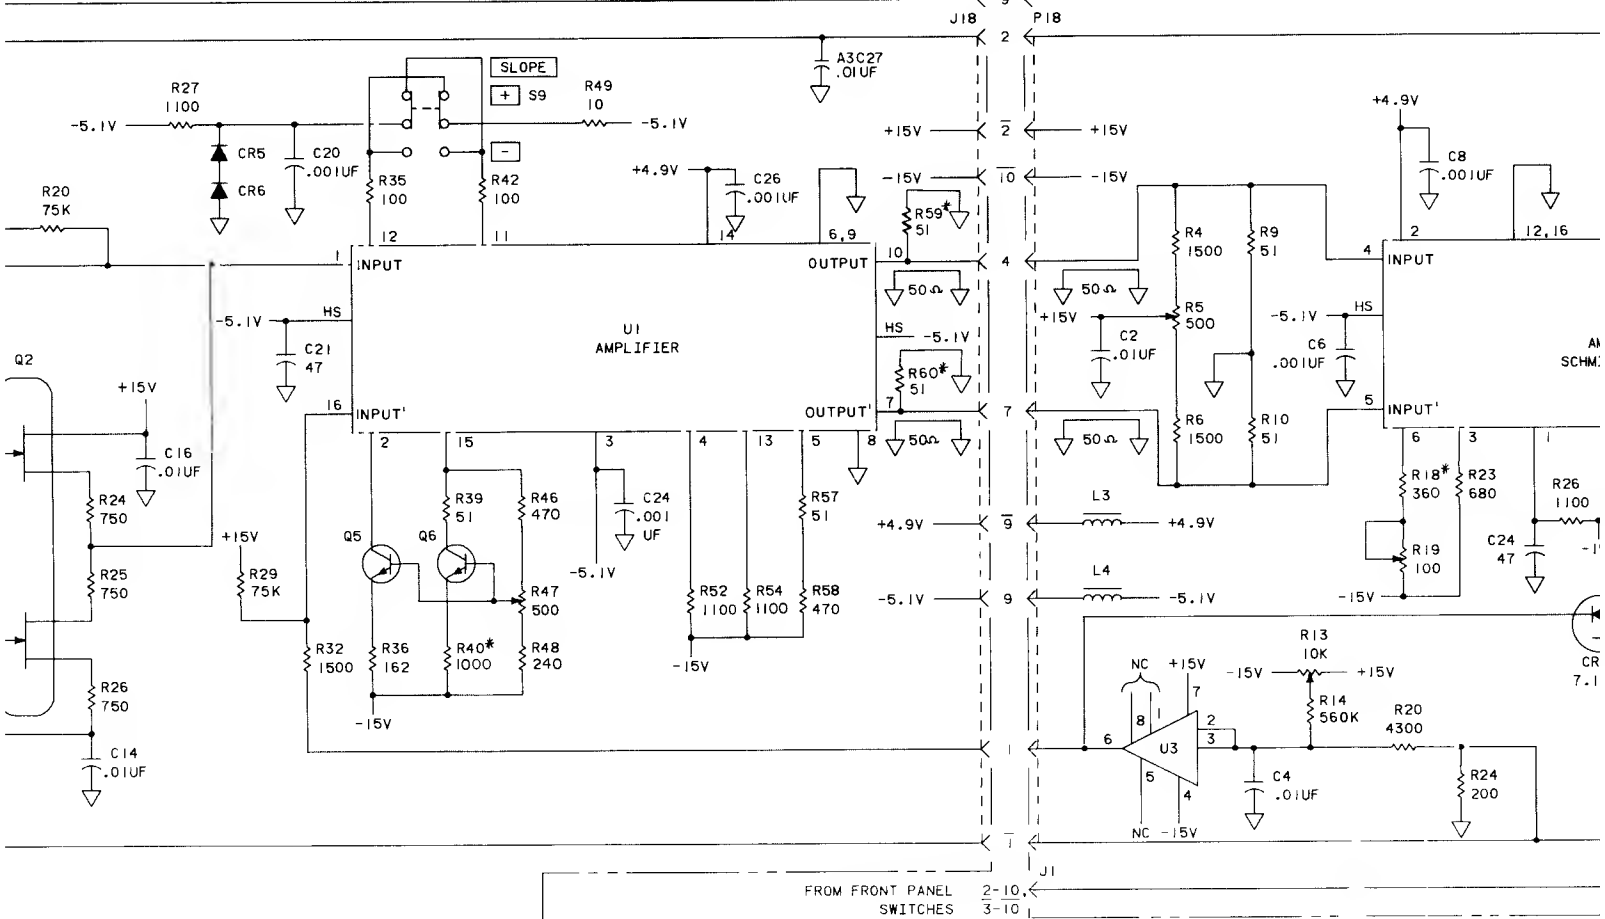 9
J18 P18
2
A3C27
.01UF
SLOPE
+ S9
-
R27
1100
-5.1V
R49
10
-5.1V
CR5
CR6
C20
.001UF
R35
100
R42
100
R20
75K
+4.9V
C26
.001UF
+15V 2 +15V
-15V 10 -15V
R59*
51
12
11
14
6,9
1
INPUT
OUTPUT
10
4
50Ω
50Ω
HS
-5.1V
C21
47
U1
AMPLIFIER
HS
-5.1V
R60*
51
16
INPUT'
OUTPUT'
7
7
50Ω
50Ω
2
15
3
4
13
5
8
Q2
+15V
C16
.01UF
R24
750
R25
750
R26
750
C14
.01UF
+15V
R29
75K
R32
1500
Q5
Q6
R39
51
R46
470
R47
500
R36
162
R40*
1000
R48
240
-15V
C24
.001
UF
-5.1V
R52
1100
R54
1100
R57
51
R58
470
-15V
+4.9V 9 L3 +4.9V
-5.1V 9 L4 -5.1V
1
1
+4.9V
C8
.001UF
R4
1500
R9
51
R5
500
+15V
C2
.01UF
R6
1500
R10
51
2
12,16
4
INPUT
HS
-5.1V
C6
.001UF
5
INPUT'
SCHMI
6
3
1
R18*
360
R23
680
R26
1100
R19
100
C24
47
-15V
R13
10K
-15V +15V
R14
560K
R20
4300
R24
200
CR
7.1
NC +15V
7
8
1
2
3
6
U3
5
4
NC -15V
C4
.01UF
J1
FROM FRONT PANEL 2-10,
SWITCHES 3-10